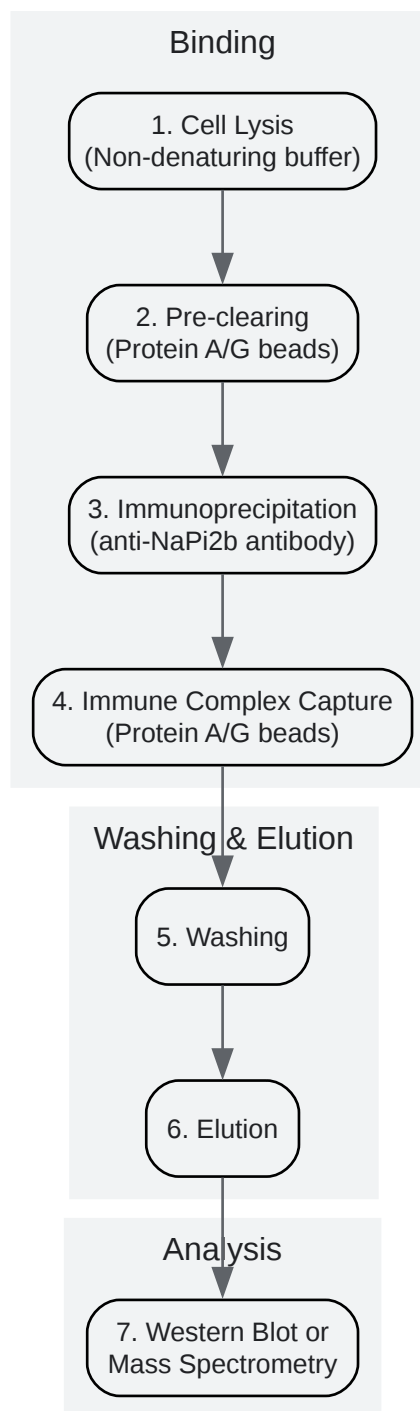 Binding
1. Cell Lysis
(Non-denaturing buffer)
2. Pre-clearing
(Protein A/G beads)
3. Immunoprecipitation
(anti-NaPi2b antibody)
4. Immune Complex Capture
(Protein A/G beads)
Washing & Elution
5. Washing
6. Elution
Analysis
7. Western Blot or
Mass Spectrometry